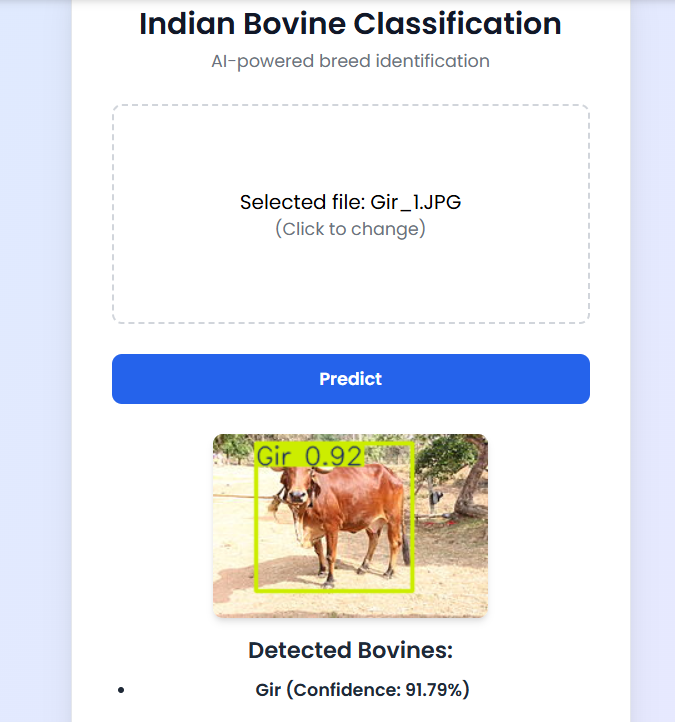 Indian Bovine Classification
AI-powered breed identification
Selected file: Gir_1.JPG
(Click to change)
Predict
Gir 0.92
Detected Bovines:
• Gir (Confidence: 91.79%)